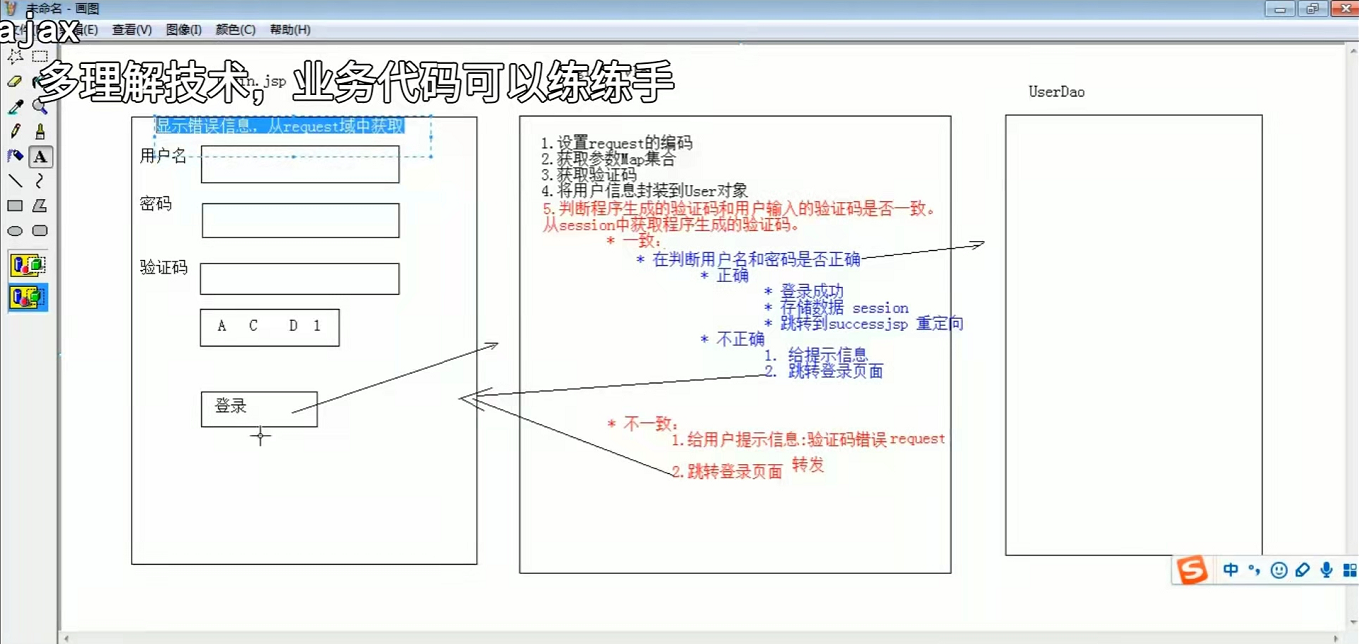 未命名 - 画图
ajax
查看(V) 图像(I) 颜色(C) 帮助(H)
多理解技术，业务代码可以练练手
UserDao
显示错误信息，从request域中获取
用户名
密码
验证码
A C D 1
登录
1.设置request的编码
2.获取参数Map集合
3.获取验证码
4.将用户信息封装到User对象
5.判断程序生成的验证码和用户输入的验证码是否一致。
从session中获取程序生成的验证码。
* 一致:
* 在判断用户名和密码是否正确
* 正确
* 登录成功
* 存储数据 session
* 跳转到successjsp 重定向
* 不正确
1. 给提示信息
2. 跳转登录页面
* 不一致:
1.给用户提示信息:验证码错误 request
2.跳转登录页面 转发
中